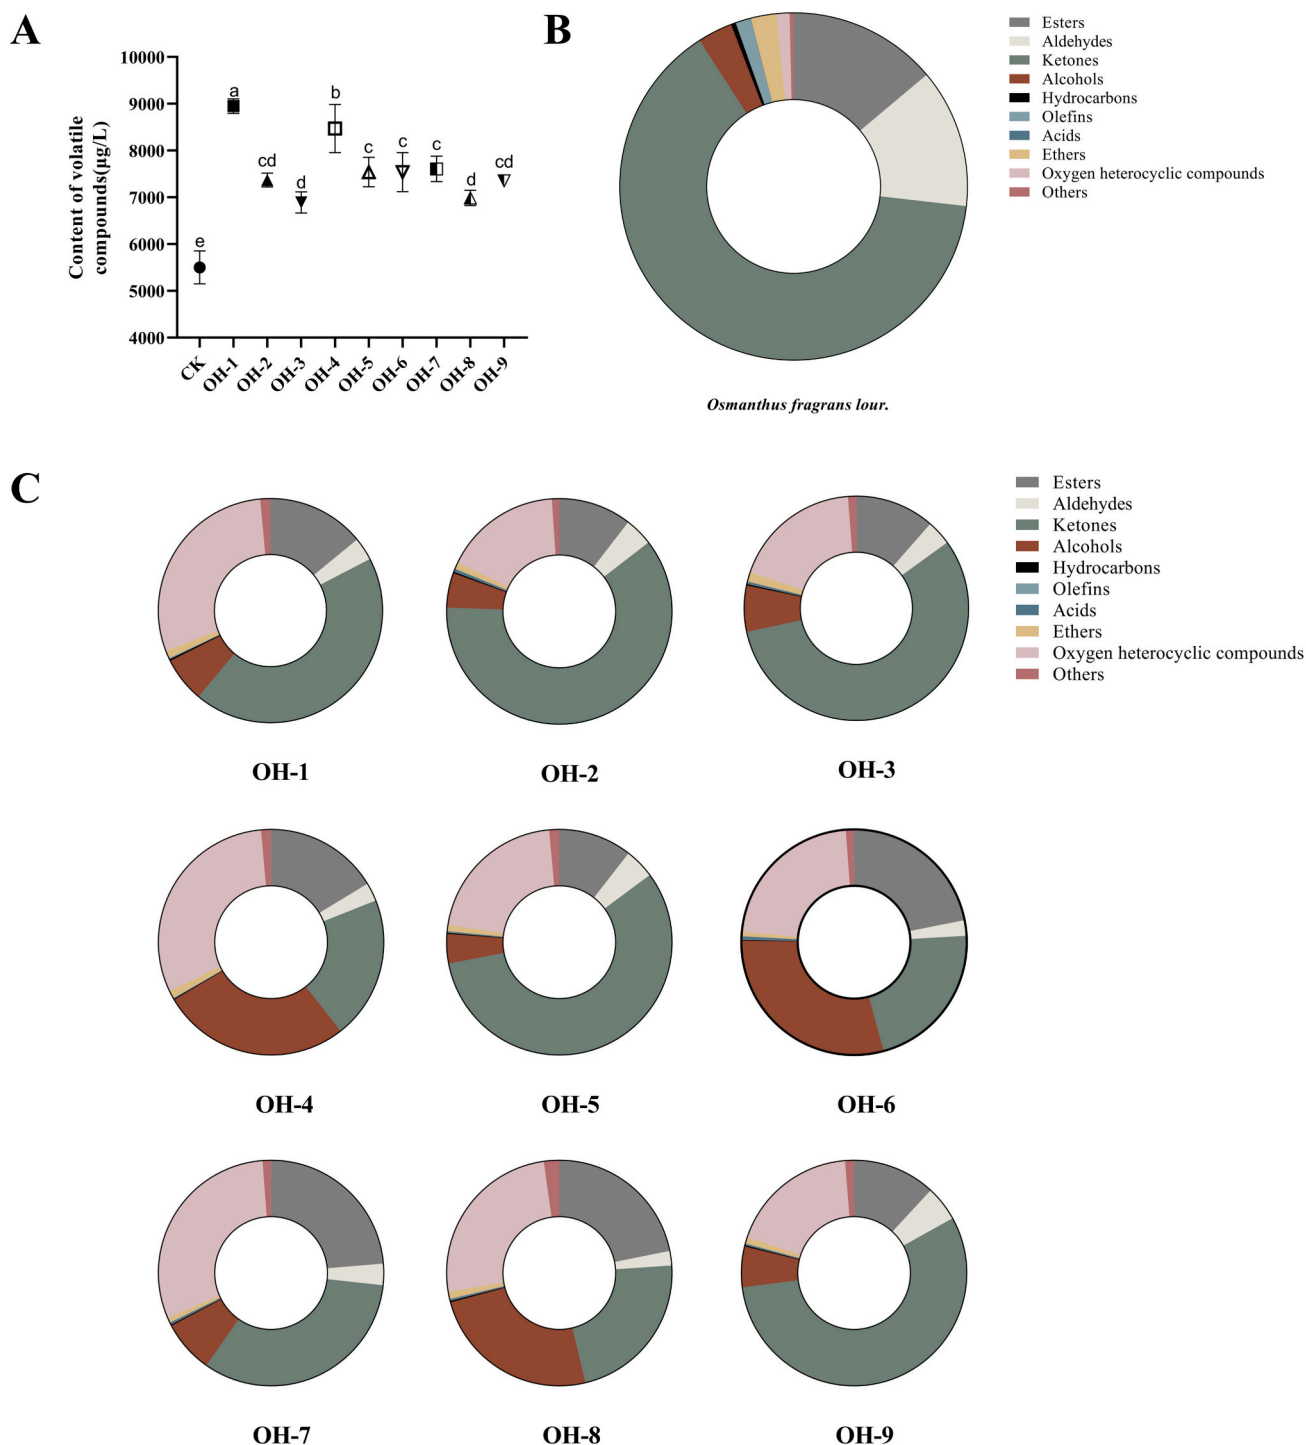 A
10000
9000
8000
7000
6000
5000
4000
Content of volatile
compounds(μg/L)
e
a
cd
d
b
c
c
c
d
cd
CK
OH-1
OH-2
OH-3
OH-4
OH-5
OH-6
OH-7
OH-8
OH-9
B
Esters
Aldehydes
Ketones
Alcohols
Hydrocarbons
Olefins
Acids
Ethers
Oxygen heterocyclic compounds
Others
Osmanthus fragrans lour.
C
Esters
Aldehydes
Ketones
Alcohols
Hydrocarbons
Olefins
Acids
Ethers
Oxygen heterocyclic compounds
Others
OH-1
OH-2
OH-3
OH-4
OH-5
OH-6
OH-7
OH-8
OH-9